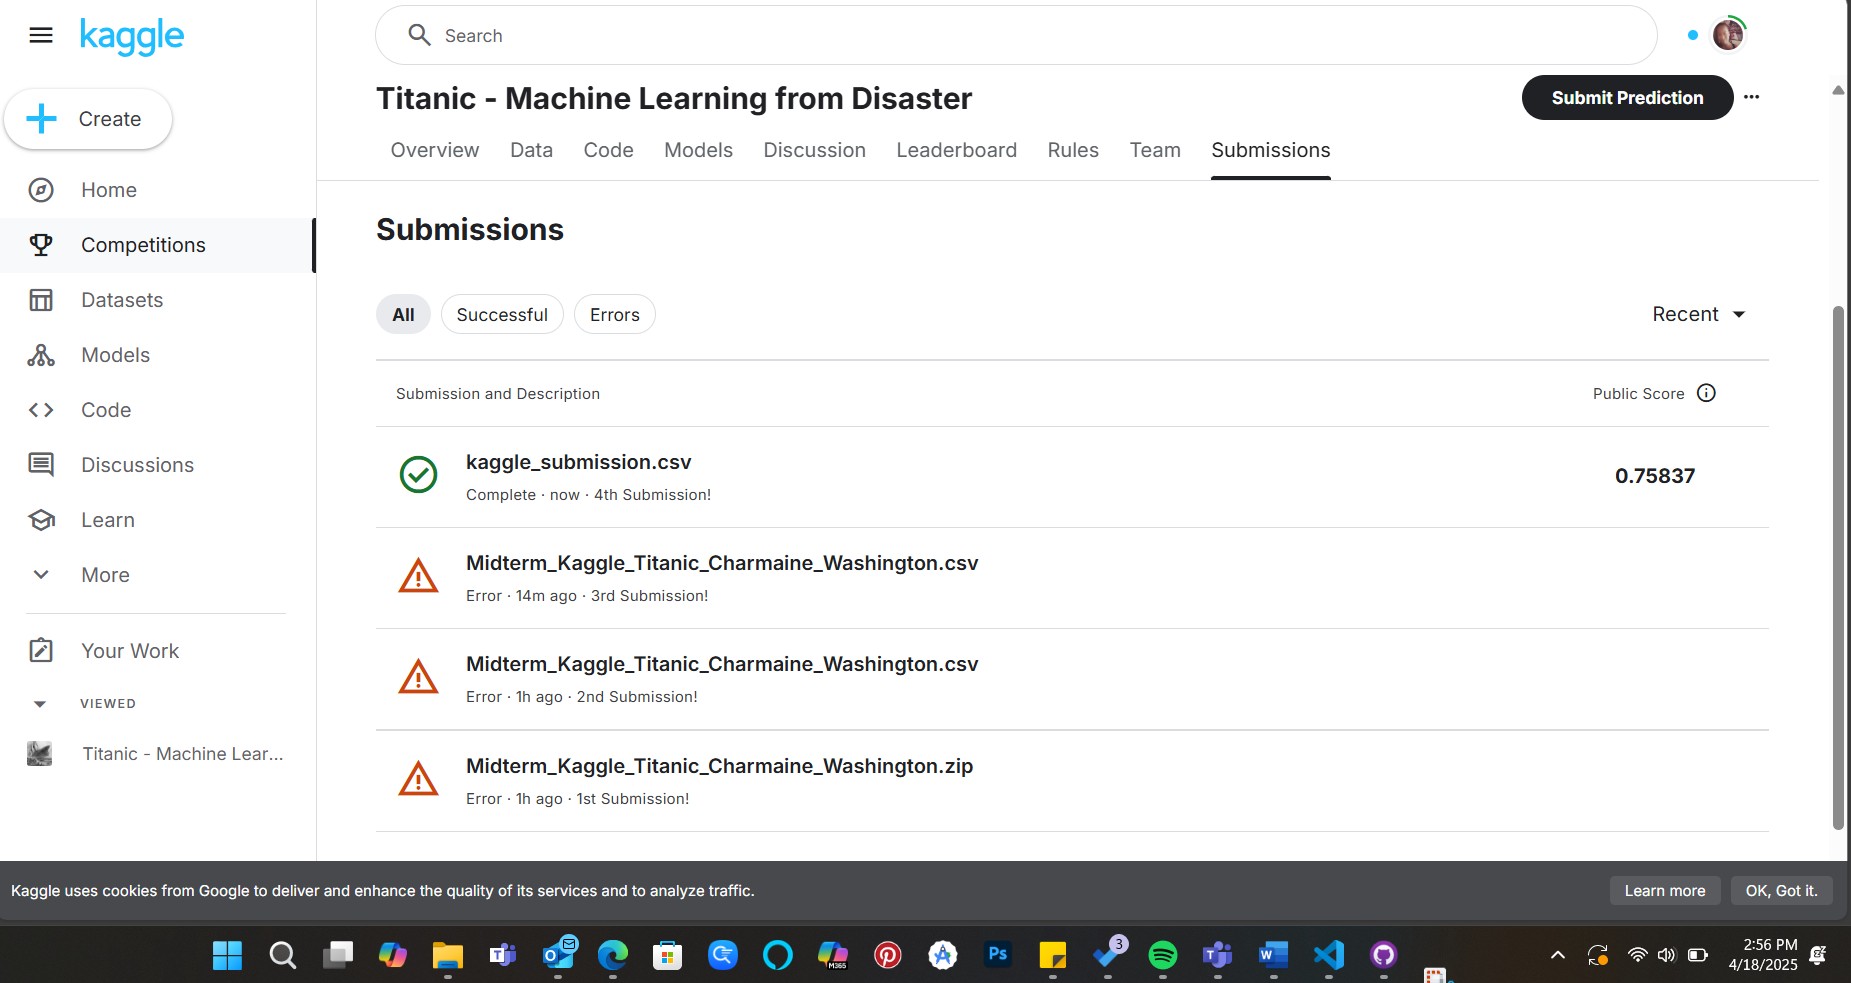 kaggle
Search
Create
Home
Competitions
Datasets
Models
Code
Discussions
Learn
More
Your Work
VIEWED
Titanic - Machine Lear...
Titanic - Machine Learning from Disaster
Submit Prediction
Overview Data Code Models Discussion Leaderboard Rules Team Submissions
Submissions
All Successful Errors
Recent
Submission and Description Public Score
kaggle_submission.csv
Complete · now · 4th Submission!
0.75837
Midterm_Kaggle_Titanic_Charmaine_Washington.csv
Error · 14m ago · 3rd Submission!
Midterm_Kaggle_Titanic_Charmaine_Washington.csv
Error · 1h ago · 2nd Submission!
Midterm_Kaggle_Titanic_Charmaine_Washington.zip
Error · 1h ago · 1st Submission!
Kaggle uses cookies from Google to deliver and enhance the quality of its services and to analyze traffic.
Learn more
OK, Got it.
M365
Ps
3
2:56 PM
4/18/2025